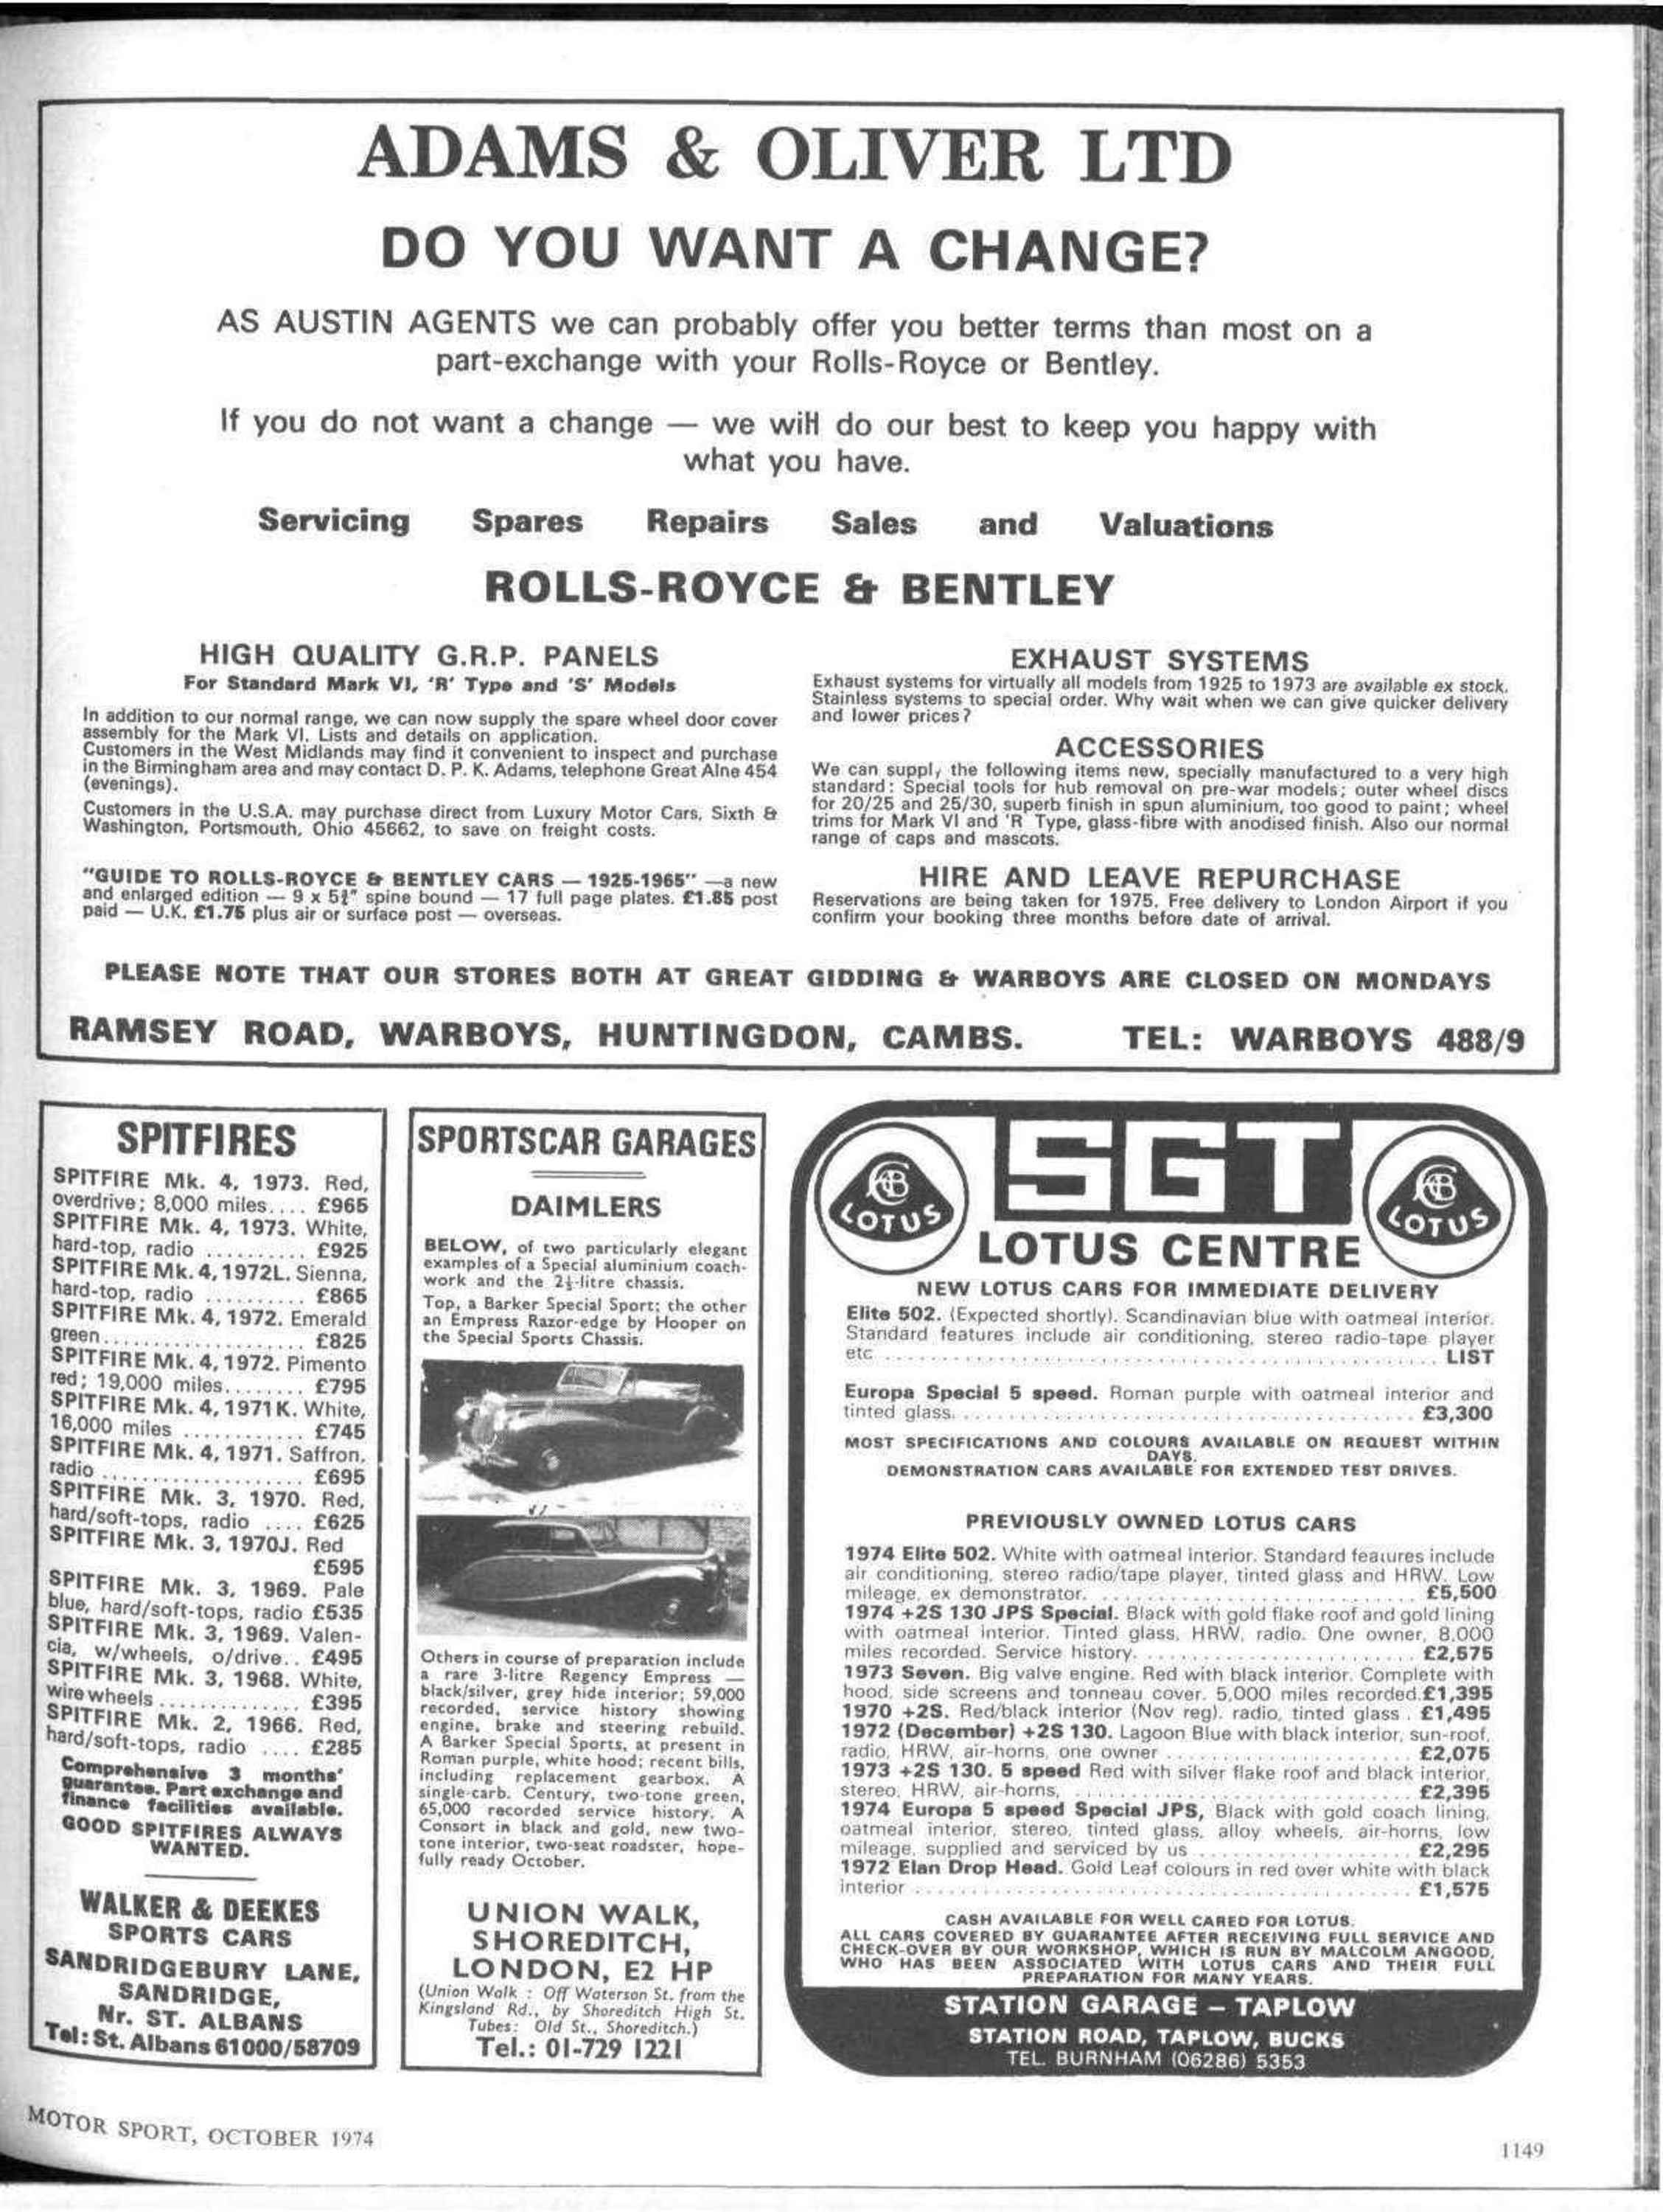 ADAMS & OLIVER LTD
DO YOU WANT A CHANGE?
AS AUSTIN AGENTS we can probably offer you better terms than most on a
part-exchange with your Rolls-Royce or Bentley.
If you do not want a change — we will do our best to keep you happy with
what you have.
Servicing Spares Repairs Sales and Valuations
ROLLS-ROYCE & BENTLEY
HIGH QUALITY G.R.P. PANELS
For Standard Mark VI, 'R' Type and 'S' Models
In addition to our normal range, we can now supply the spare wheel door cover
assembly for the Mark VI. Lists and details on application.
Customers in the West Midlands may find it convenient to inspect and purchase
in the Birmingham area and may contact D. P. K. Adams, telephone Great Alne 454
(evenings).
Customers in the U.S.A. may purchase direct from Luxury Motor Cars, Sixth &
Washington, Portsmouth, Ohio 45662, to save on freight costs.
"GUIDE TO ROLLS-ROYCE & BENTLEY CARS — 1925-1965" —a new
and enlarged edition — 9 x 5¾" spine bound — 17 full page plates. £1.85 post
paid — U.K. £1.75 plus air or surface post — overseas.
EXHAUST SYSTEMS
Exhaust systems for virtually all models from 1925 to 1973 are available ex stock.
Stainless systems to special order. Why wait when we can give quicker delivery
and lower prices?
ACCESSORIES
We can supply the following items new, specially manufactured to a very high
standard: Special tools for hub removal on pre-war models; outer wheel discs
for 20/25 and 25/30, superb finish in spun aluminium, too good to paint; wheel
trims for Mark VI and 'R' Type, glass-fibre with anodised finish. Also our normal
range of caps and mascots.
HIRE AND LEAVE REPURCHASE
Reservations are being taken for 1975. Free delivery to London Airport if you
confirm your booking three months before date of arrival.
PLEASE NOTE THAT OUR STORES BOTH AT GREAT GIDDING & WARBOYS ARE CLOSED ON MONDAYS
RAMSEY ROAD, WARBOYS, HUNTINGDON, CAMBS. TEL: WARBOYS 488/9
SPITFIRES
SPITFIRE Mk. 4, 1973. Red,
overdrive; 8,000 miles.... £965
SPITFIRE Mk. 4, 1973. White,
hard-top, radio .......... £925
SPITFIRE Mk. 4, 1972L. Sienna,
hard-top, radio .......... £865
SPITFIRE Mk. 4, 1972. Emerald
green.................... £825
SPITFIRE Mk. 4, 1972. Pimento
red; 19,000 miles........ £795
SPITFIRE Mk. 4, 1971K. White,
16,000 miles ............ £745
SPITFIRE Mk. 4, 1971. Saffron,
radio .................... £695
SPITFIRE Mk. 3, 1970. Red,
hard/soft-tops, radio .... £625
SPITFIRE Mk. 3, 1970J. Red
£595
SPITFIRE Mk. 3, 1969. Pale
blue, hard/soft-tops, radio £535
SPITFIRE Mk. 3, 1969. Valen-
cia, w/wheels, o/drive.. £495
SPITFIRE Mk. 3, 1968. White,
wire wheels .............. £395
SPITFIRE Mk. 2, 1966. Red,
hard/soft-tops, radio .... £285
Comprehensive 3 months'
guarantee. Part exchange and
finance facilities available.
GOOD SPITFIRES ALWAYS
WANTED.
WALKER & DEEKES
SPORTS CARS
SANDRIDGEBURY LANE,
SANDRIDGE,
Nr. ST. ALBANS
Tel: St. Albans 61000/58709
SPORTSCAR GARAGES
DAIMLERS
BELOW, of two particularly elegant
examples of a Special aluminium coach-
work and the 2½-litre chassis.
Top, a Barker Special Sport; the other
an Empress Razor-edge by Hooper on
the Special Sports Chassis.
Others in course of preparation include
a rare 3-litre Regency Empress —
black/silver, grey hide interior; 59,000
recorded, service history showing
engine, brake and steering rebuild.
A Barker Special Sports, at present in
Roman purple, white hood; recent bills,
including replacement gearbox. A
single-carb. Century, two-tone green,
65,000 recorded service history. A
Consort in black and gold, new two-
tone interior, two-seat roadster, hope-
fully ready October.
UNION WALK,
SHOREDITCH,
LONDON, E2 HP
(Union Walk : Off Waterson St. from the
Kingsland Rd., by Shoreditch High St.
Tubes: Old St., Shoreditch.)
Tel.: 01-729 1221
SGT
LOTUS
LOTUS
LOTUS CENTRE
NEW LOTUS CARS FOR IMMEDIATE DELIVERY
Elite 502. (Expected shortly). Scandinavian blue with oatmeal interior.
Standard features include air conditioning, stereo radio-tape player
etc .................................................. LIST
Europa Special 5 speed. Roman purple with oatmeal interior and
tinted glass.......................................... £3,300
MOST SPECIFICATIONS AND COLOURS AVAILABLE ON REQUEST WITHIN
DAYS.
DEMONSTRATION CARS AVAILABLE FOR EXTENDED TEST DRIVES.
PREVIOUSLY OWNED LOTUS CARS
1974 Elite 502. White with oatmeal interior. Standard features include
air conditioning, stereo radio/tape player, tinted glass and HRW. Low
mileage, ex demonstrator. ............................ £5,500
1974 +2S 130 JPS Special. Black with gold flake roof and gold lining
with oatmeal interior. Tinted glass, HRW, radio. One owner, 8,000
miles recorded. Service history. ........................ £2,575
1973 Seven. Big valve engine. Red with black interior. Complete with
hood, side screens and tonneau cover. 5,000 miles recorded. £1,395
1970 +2S. Red/black interior (Nov reg). radio, tinted glass . £1,495
1972 (December) +2S 130. Lagoon Blue with black interior, sun-roof,
radio, HRW, air-horns, one owner ..................... £2,075
1973 +2S 130. 5 speed Red with silver flake roof and black interior,
stereo, HRW, air-horns, .............................. £2,395
1974 Europa 5 speed Special JPS, Black with gold coach lining,
oatmeal interior, stereo, tinted glass, alloy wheels, air-horns, low
mileage, supplied and serviced by us .................. £2,295
1972 Elan Drop Head. Gold Leaf colours in red over white with black
interior ............................................. £1,575
CASH AVAILABLE FOR WELL CARED FOR LOTUS.
ALL CARS COVERED BY GUARANTEE AFTER RECEIVING FULL SERVICE AND
CHECK-OVER BY OUR WORKSHOP, WHICH IS RUN BY MALCOLM ANGOOD,
WHO HAS BEEN ASSOCIATED WITH LOTUS CARS AND THEIR FULL
PREPARATION FOR MANY YEARS.
STATION GARAGE – TAPLOW
STATION ROAD, TAPLOW, BUCKS
TEL. BURNHAM (06286) 5353
MOTOR SPORT, OCTOBER 1974
1149